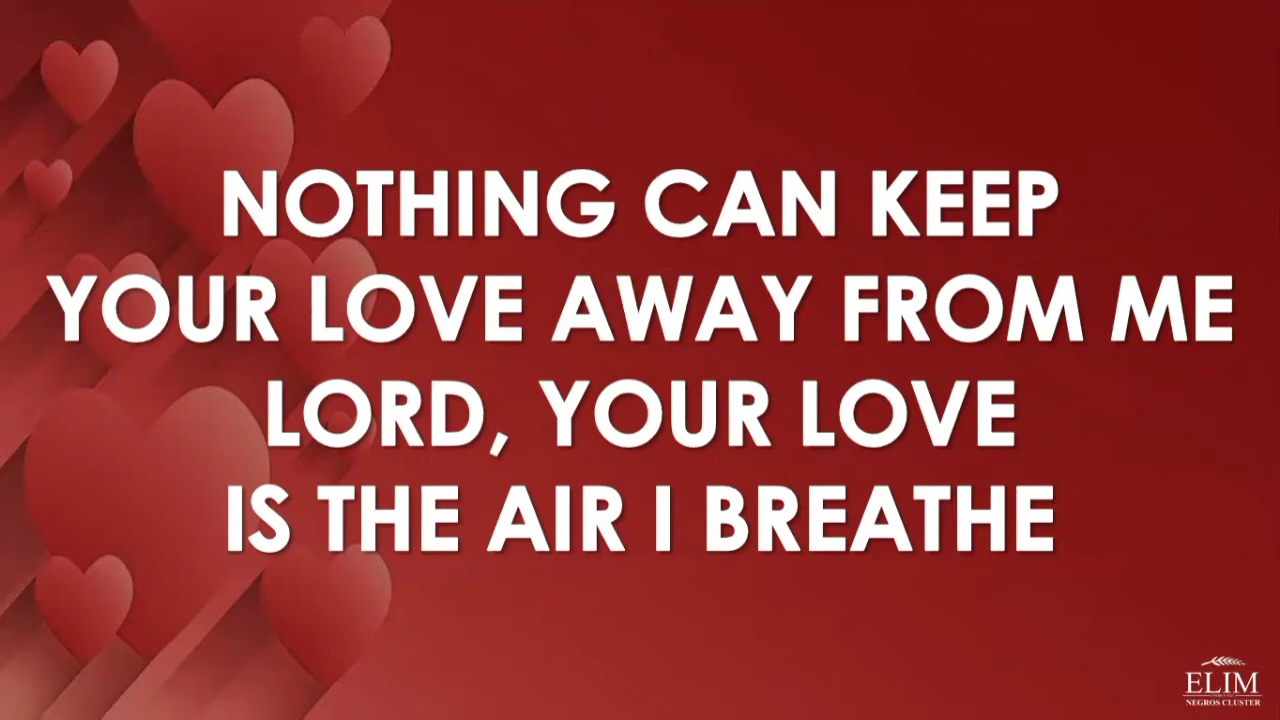 NOTHING CAN KEEP
YOUR LOVE AWAY FROM ME
LORD, YOUR LOVE
IS THE AIR I BREATHE
ELIM
NEGROS CLUSTER